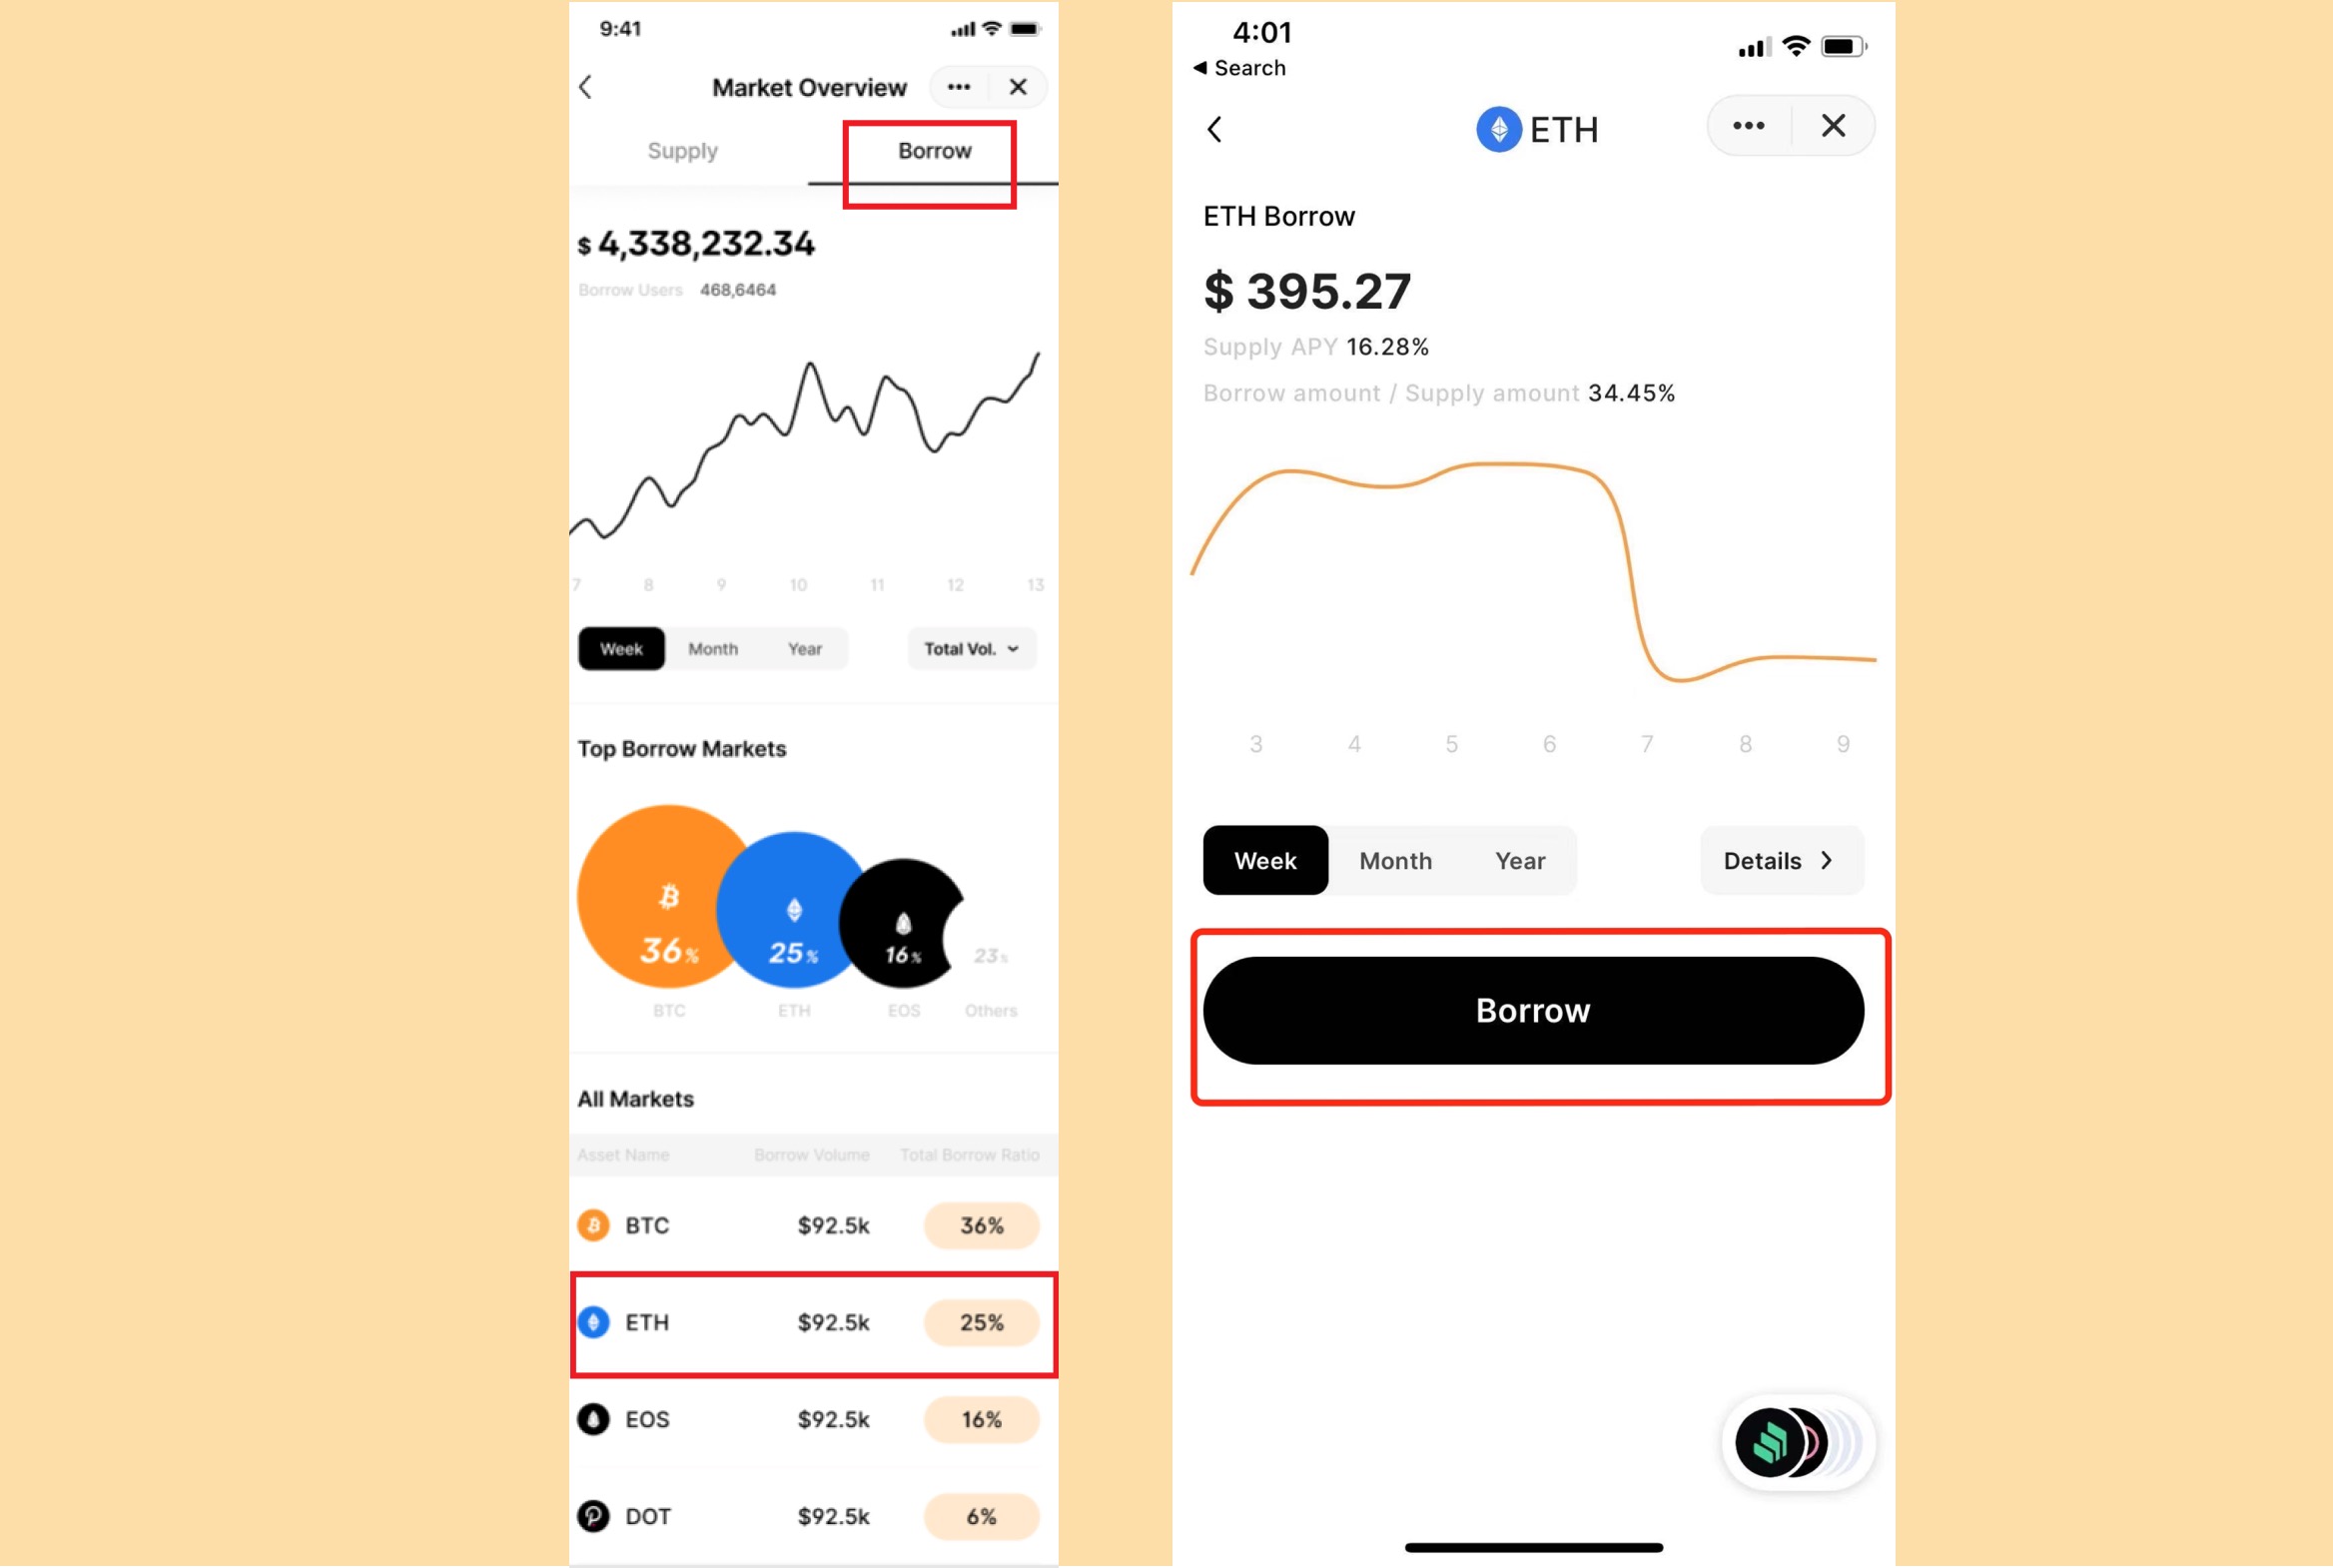 9:41
Market Overview
Supply
Borrow
$ 4,338,232.34
Borrow Users 468,6464
7 8 9 10 11 12 13
Week Month Year Total Vol.
Top Borrow Markets
36% 25% 16% 23%
BTC ETH EOS Others
All Markets
Asset Name Borrow Volume Total Borrow Ratio
BTC $92.5k 36%
ETH $92.5k 25%
EOS $92.5k 16%
DOT $92.5k 6%
4:01
◀ Search
ETH
ETH Borrow
$ 395.27
Supply APY 16.28%
Borrow amount / Supply amount 34.45%
3 4 5 6 7 8 9
Week Month Year Details
Borrow